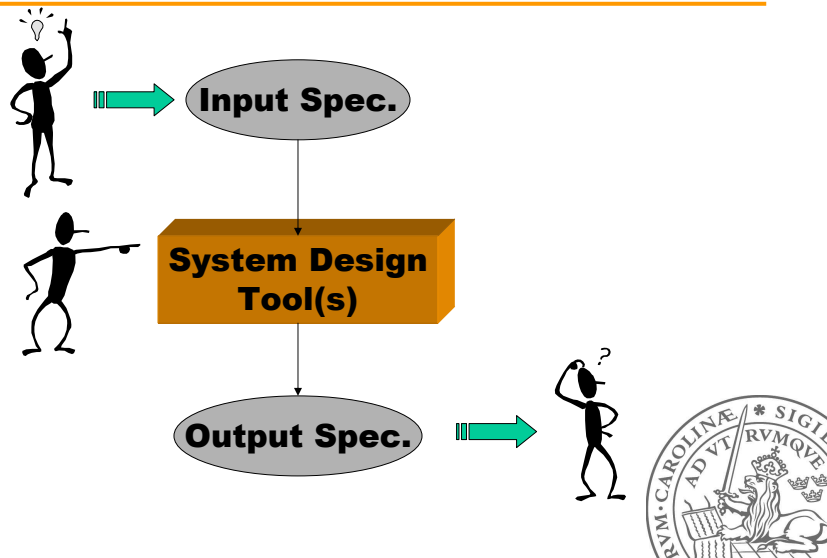 Input Spec.
System Design
Tool(s)
?
Output Spec.
CAROLINÆ * SIGI
AD VT RVMQVE
RVM·